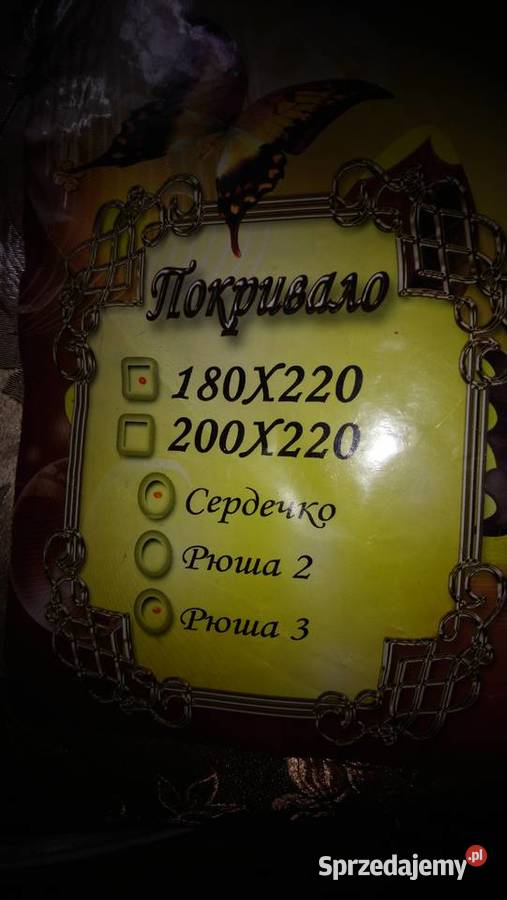 Покривало
180X220
200X220
Сердечко
Рюша 2
Рюша 3
Sprzedajemy.pl